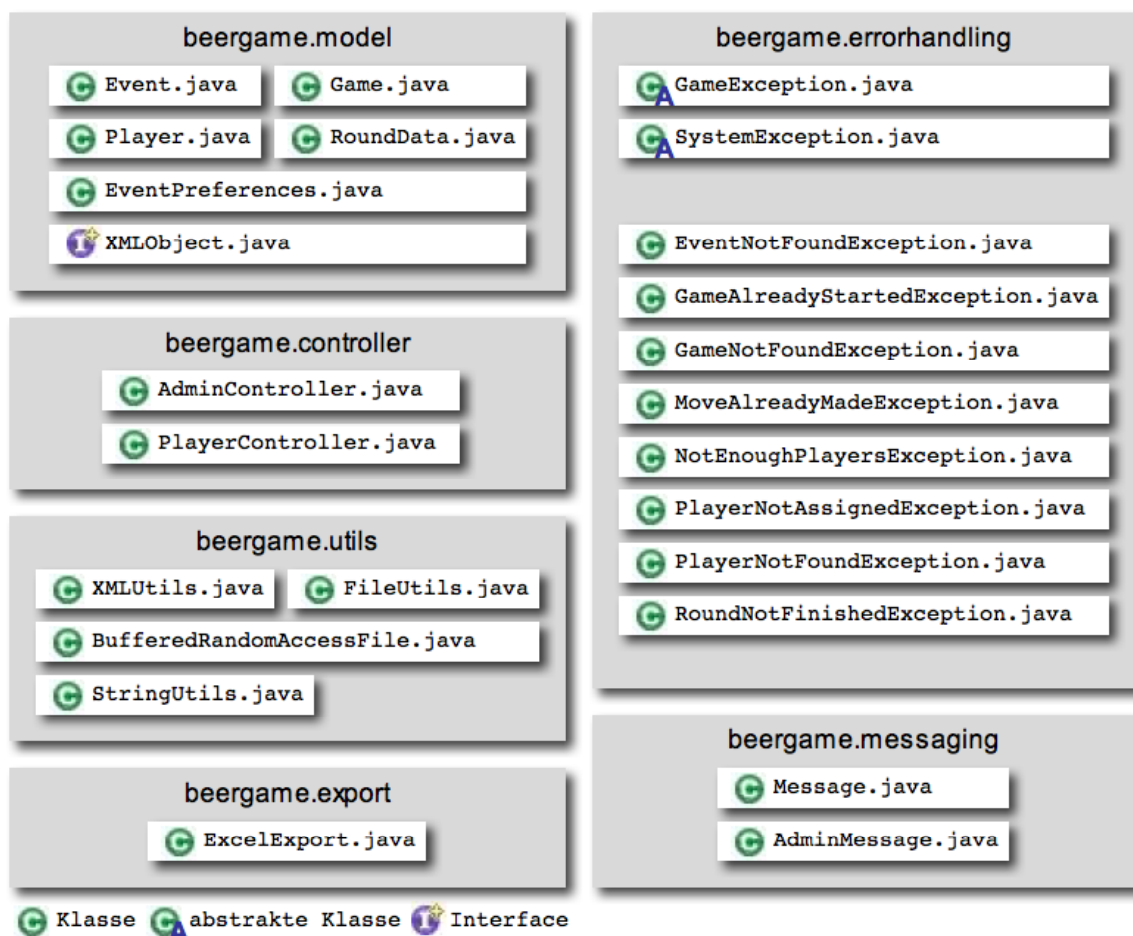 beergame.model
Event.java
Game.java
Player.java
RoundData.java
EventPreferences.java
XMLObject.java
beergame.controller
AdminController.java
PlayerController.java
beergame.utils
XMLUtils.java
FileUtils.java
BufferedRandomAccessFile.java
StringUtils.java
beergame.export
ExcelExport.java
beergame.errorhandling
GameException.java
SystemException.java
EventNotFoundException.java
GameAlreadyStartedException.java
GameNotFoundException.java
MoveAlreadyMadeException.java
NotEnoughPlayersException.java
PlayerNotAssignedException.java
PlayerNotFoundException.java
RoundNotFinishedException.java
beergame.messaging
Message.java
AdminMessage.java
Klasse abstrakte Klasse Interface